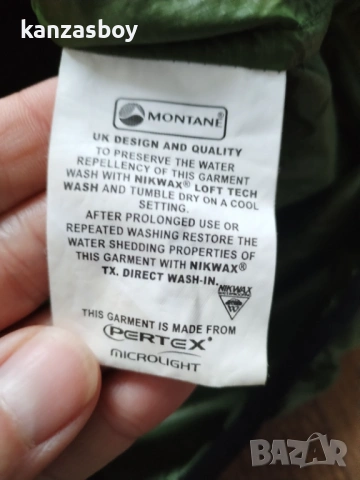 kanzasboy
MONTANE
UK DESIGN AND QUALITY
TO PRESERVE THE WATER
REPELLENCY OF THIS GARMENT
WASH WITH NIKWAX® LOFT TECH
WASH AND TUMBLE DRY ON A COOL
SETTING.
AFTER PROLONGED USE OR
REPEATED WASHING RESTORE THE
WATER SHEDDING PROPERTIES OF
THIS GARMENT WITH NIKWAX®
TX. DIRECT WASH-IN.
NIKWAX
THIS GARMENT IS MADE FROM
PERTEX®
MICROLIGHT
BAZAR